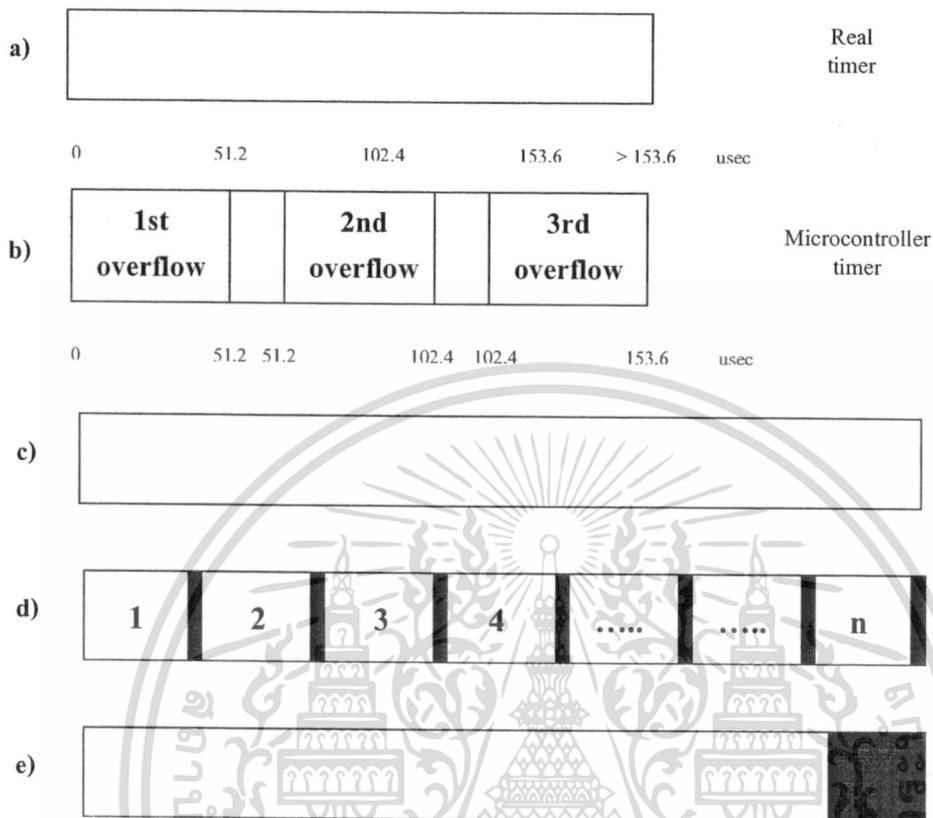 a)
Real
timer
0 51.2 102.4 153.6 > 153.6 usec
b)
1st
overflow
2nd
overflow
3rd
overflow
Microcontroller
timer
0 51.2 51.2 102.4 102.4 153.6 usec
c)
d) 1 2 3 4 ...... ...... n
e)